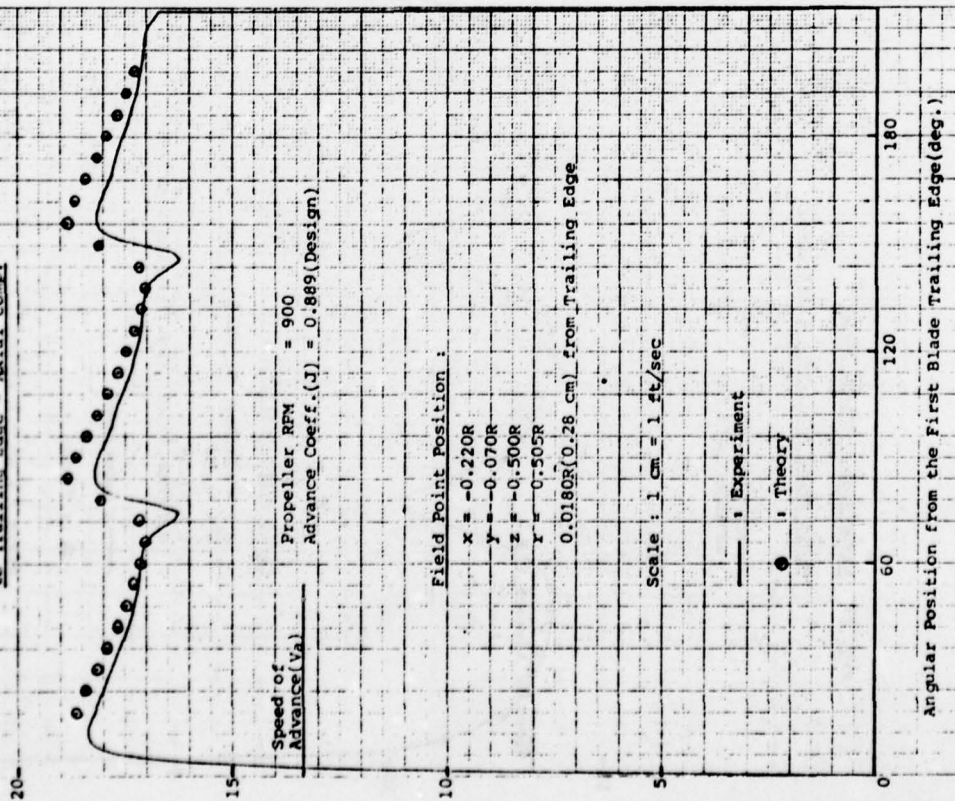 20
15
10
5
0
60
120
180
Speed of
Advance(Va)
Propeller RPM = 900
Advance Coeff.(J) = 0.889(Design)
Field Point Position :
x = -0.220R
y = -0.070R
z = -0.500R
r = 0.505R
0.0180R(0.28 cm) from Trailing Edge
Scale : 1 cm = 1 ft/sec
: Experiment
: Theory
Angular Position from the First Blade Trailing Edge(deg.)